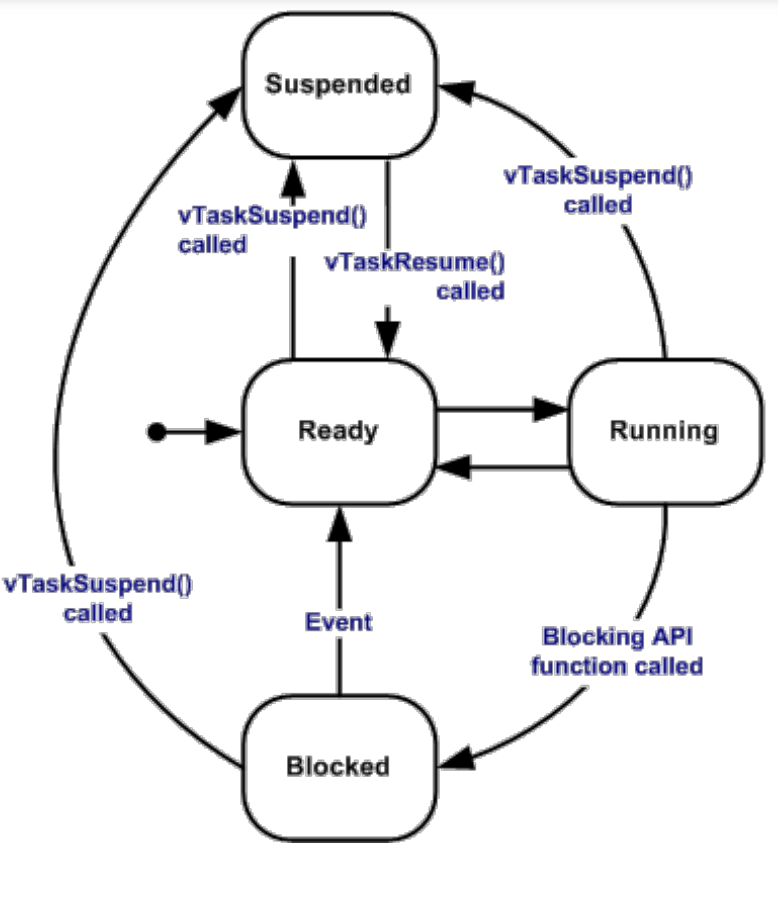 Suspended
vTaskSuspend()
called
vTaskSuspend()
called
vTaskResume()
called
Ready
Running
vTaskSuspend()
called
Event
Blocking API
function called
Blocked